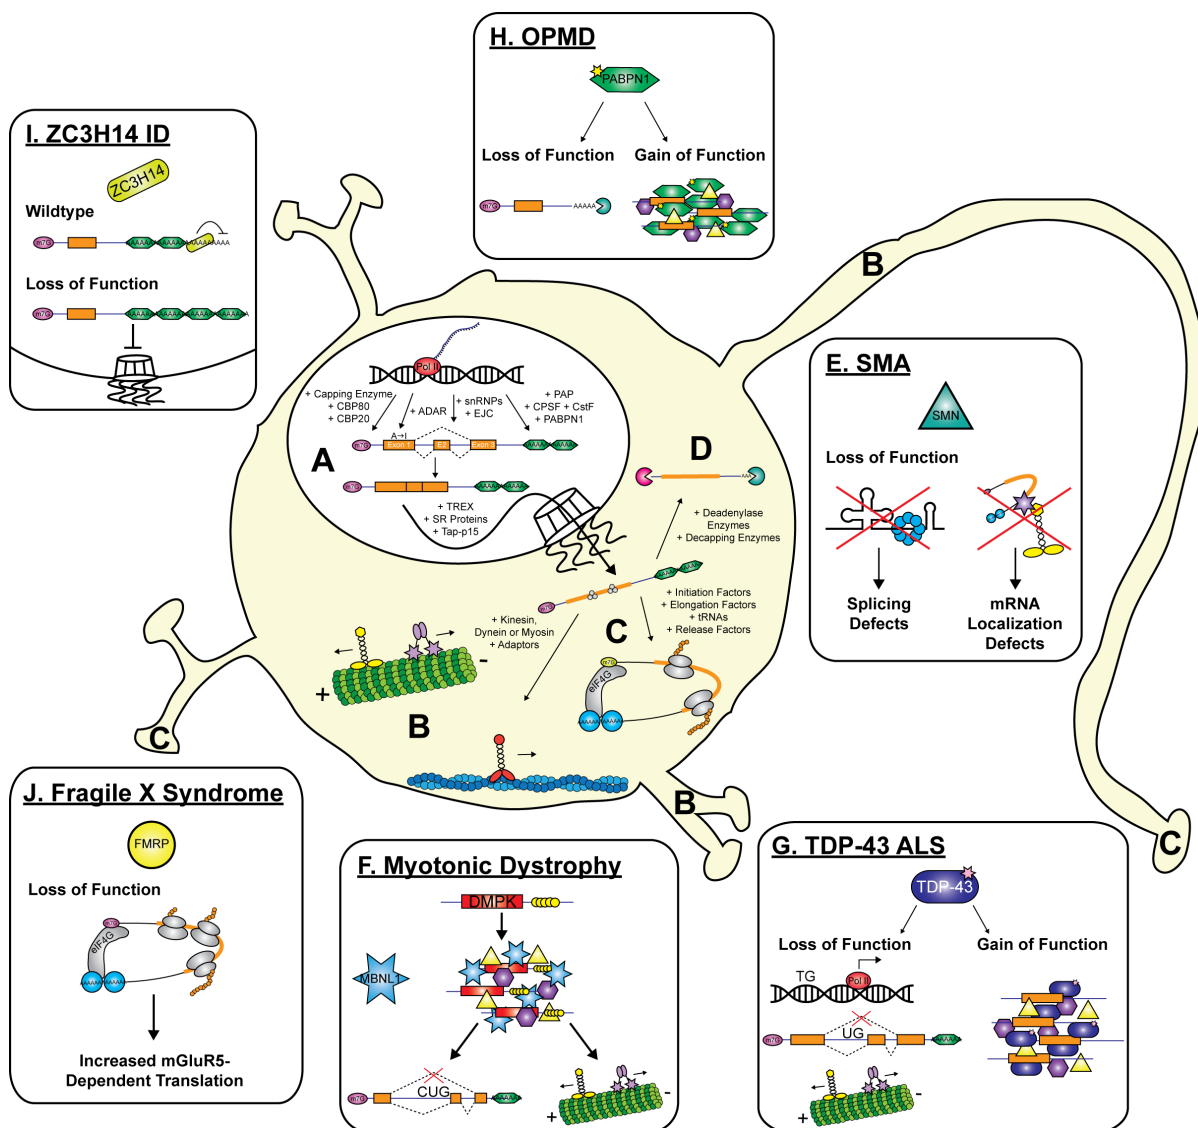 H. OPMD
PABPN1
Loss of Function
Gain of Function
m7G
AAAAA
I. ZC3H14 ID
ZC3H14
Wildtype
m7G
Loss of Function
m7G
Pol II
+ Capping Enzyme
+ CBP80
+ CBP20
+ ADAR
+ snRNPs
+ EJC
+ PAP
+ CPSF + CstF
+ PABPN1
A→I
m7G
Exon 1
E2
Exon 3
A
m7G
+ TREX
+ SR Proteins
+ Tap-p15
B
D
AAA
+ Deadenylase
Enzymes
+ Decapping Enzymes
m7G
+ Initiation Factors
+ Elongation Factors
+ tRNAs
+ Release Factors
C
+ Kinesin,
Dynein or Myosin
+ Adaptors
+
-
B
m7G
eIF4G
AAAAAA
AAAAAA
B
C
C
E. SMA
SMN
Loss of Function
Splicing
Defects
mRNA
Localization
Defects
J. Fragile X Syndrome
FMRP
Loss of Function
m7G
eIF4G
AAAAAA
AAAAAA
Increased mGluR5-
Dependent Translation
F. Myotonic Dystrophy
DMPK
MBNL1
CUG
m7G
+
-
G. TDP-43 ALS
TDP-43
Loss of Function
Gain of Function
TG
Pol II
UG
m7G
+
-